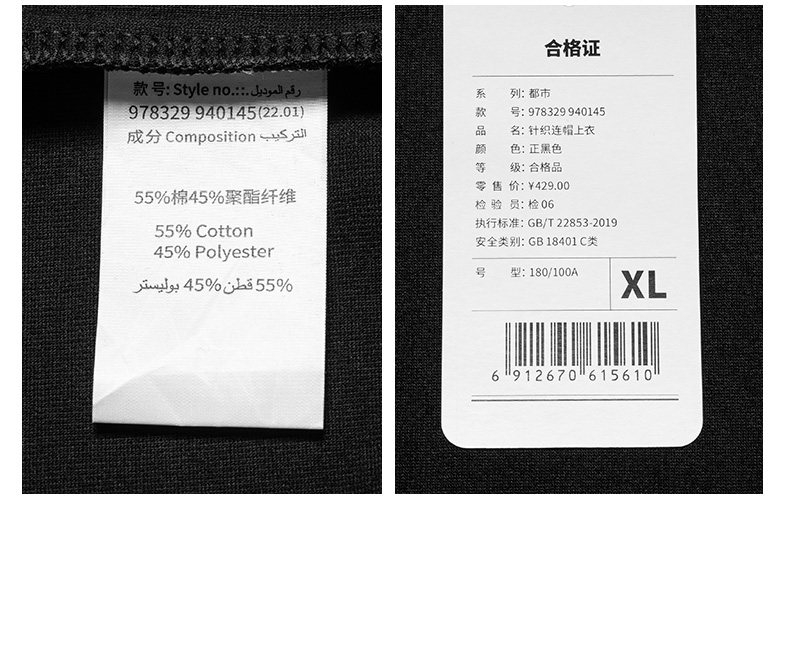 款 号: Style no.::. رقم الموديل
978329 940145(22.01)
成分 Composition التركيب
55%棉45%聚酯纤维
55% Cotton
45% Polyester
55% قطن 45% بوليستر
合格证
系 列: 都市
款 号: 978329 940145
品 名: 针织连帽上衣
颜 色: 正黑色
等 级: 合格品
零 售 价: ¥429.00
检 验 员: 检 06
执行标准: GB/T 22853-2019
安全类别: GB 18401 C类
号 型: 180/100A
XL
6 912670 615610